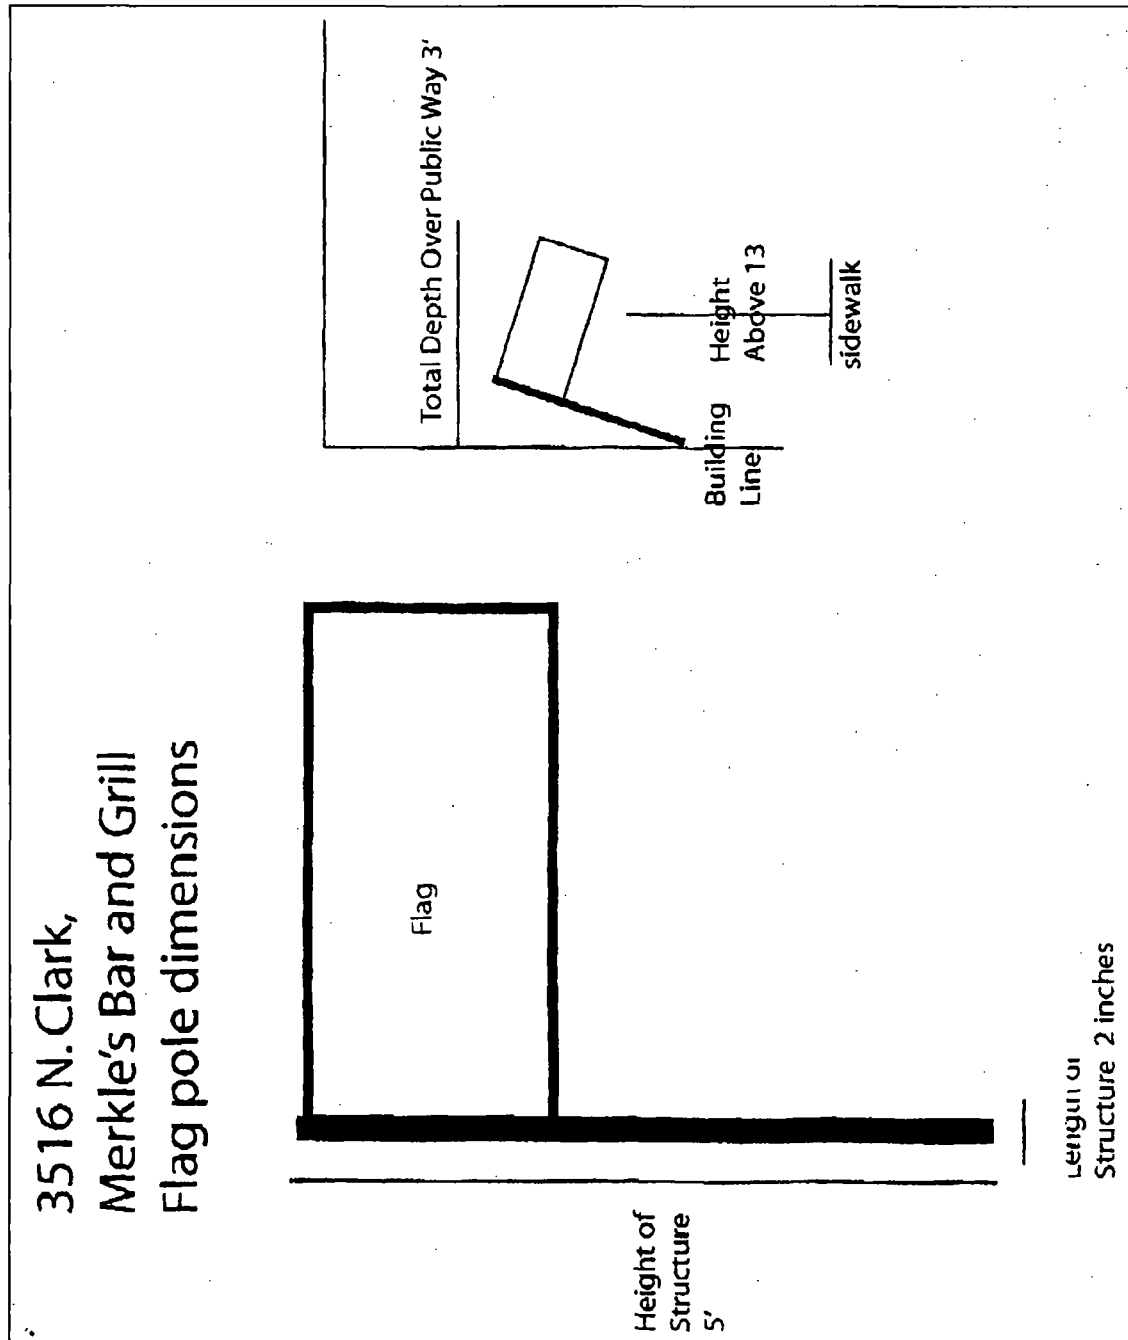 3516 N. Clark,
Merkle's Bar and Grill
Flag pole dimensions
Flag
Height of
Structure
5'
Structure 2 inches
Total Depth Over Public Way 3'
Building
Line
Height
Above 13
sidewalk